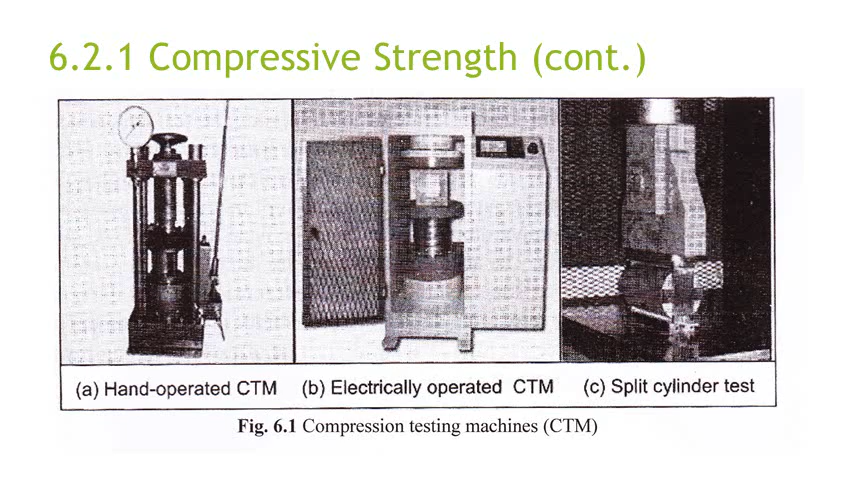 6.2.1 Compressive Strength (cont.)
(a) Hand-operated CTM (b) Electrically operated CTM (c) Split cylinder test
Fig. 6.1 Compression testing machines (CTM)